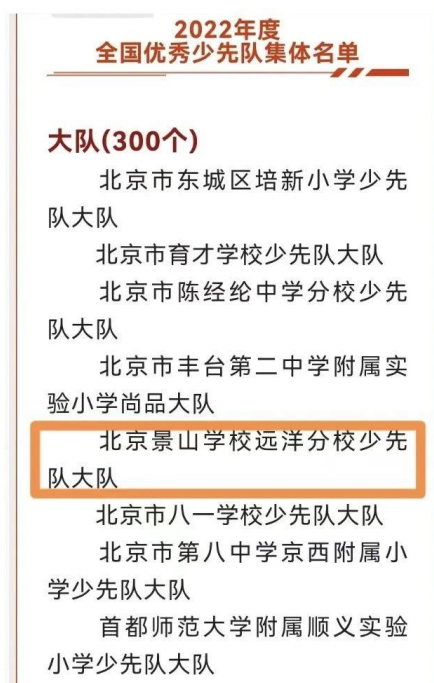 2022年度
全国优秀少先队集体名单
大队(300个)
北京市东城区培新小学少先
队大队
北京市育才学校少先队大队
北京市陈经纶中学分校少先
队大队
北京市丰台第二中学附属实
验小学尚品大队
北京景山学校远洋分校少先
队大队
北京市八一学校少先队大队
北京市第八中学京西附属小
学少先队大队
首都师范大学附属顺义实验
小学少先队大队